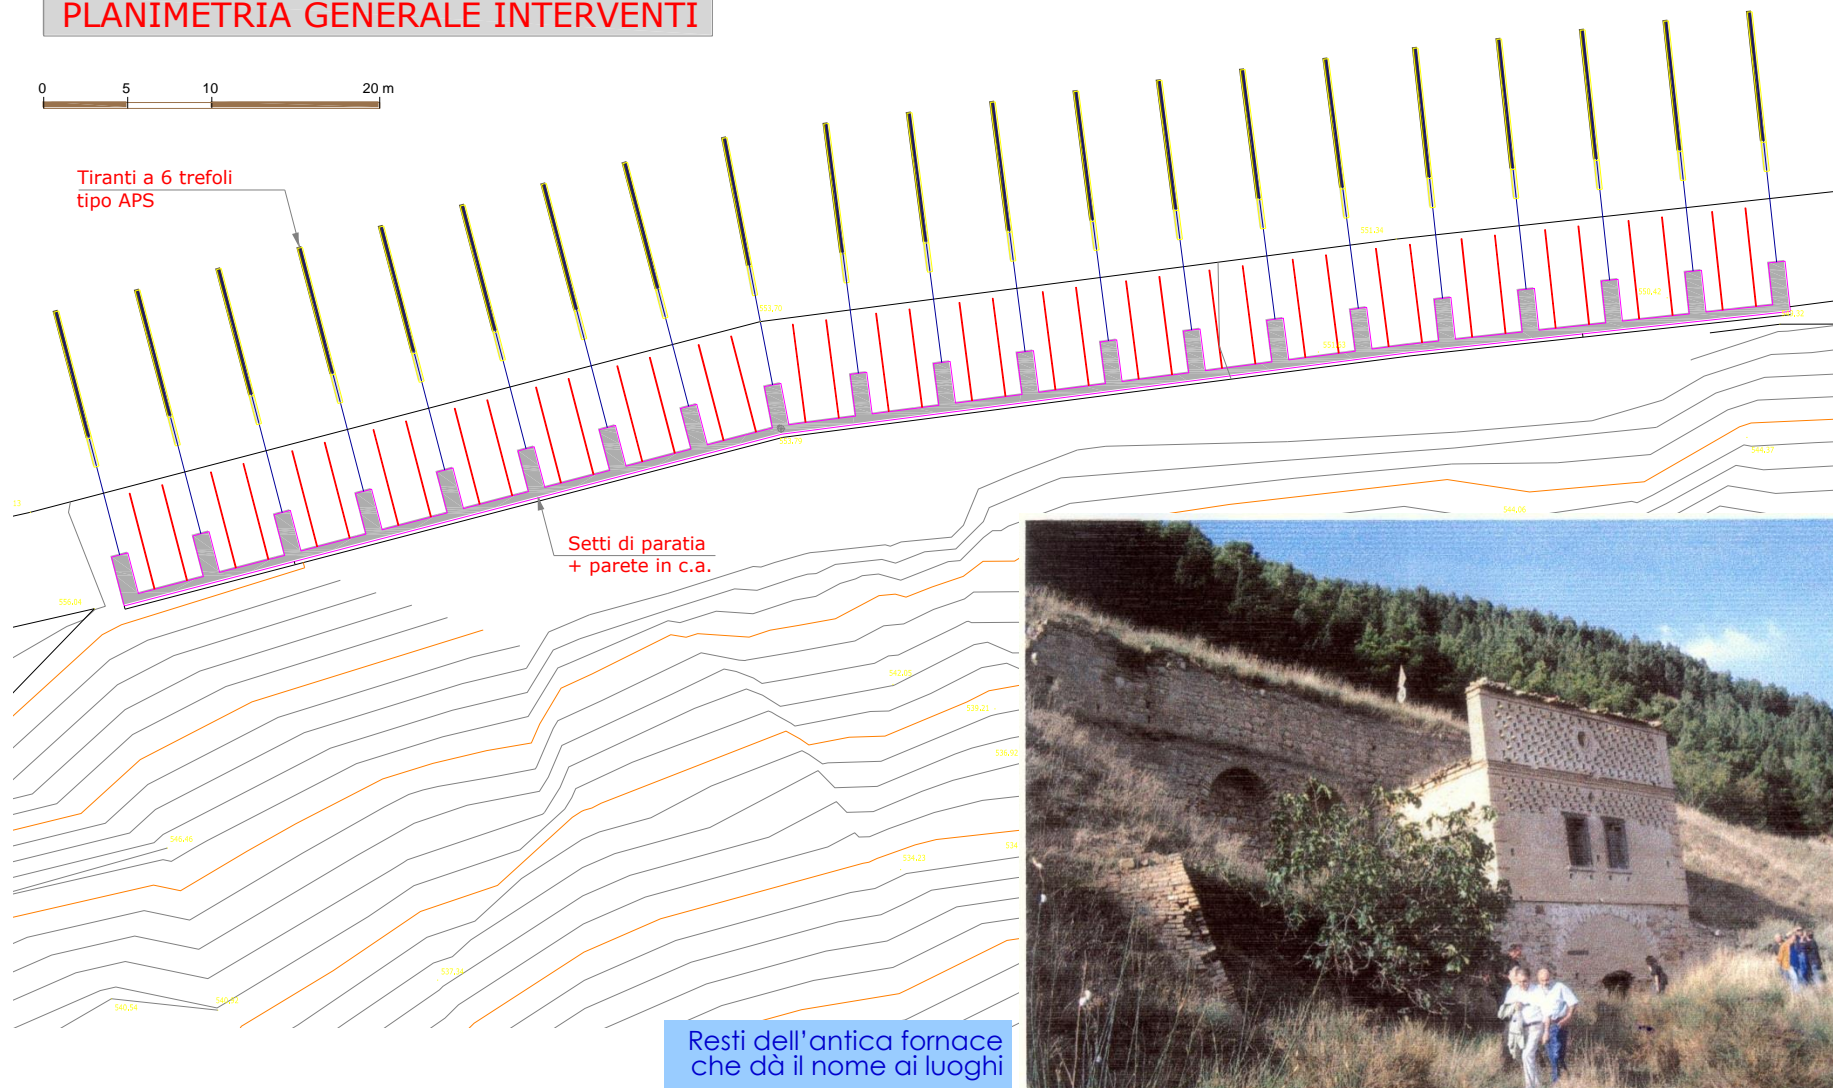 PLANIMETRIA GENERALE INTERVENTI
0 5 10 20 m
Tiranti a 6 trefoli
tipo APS
Setti di paratia
+ parete in c.a.
Resti dell'antica fornace
che dà il nome ai luoghi